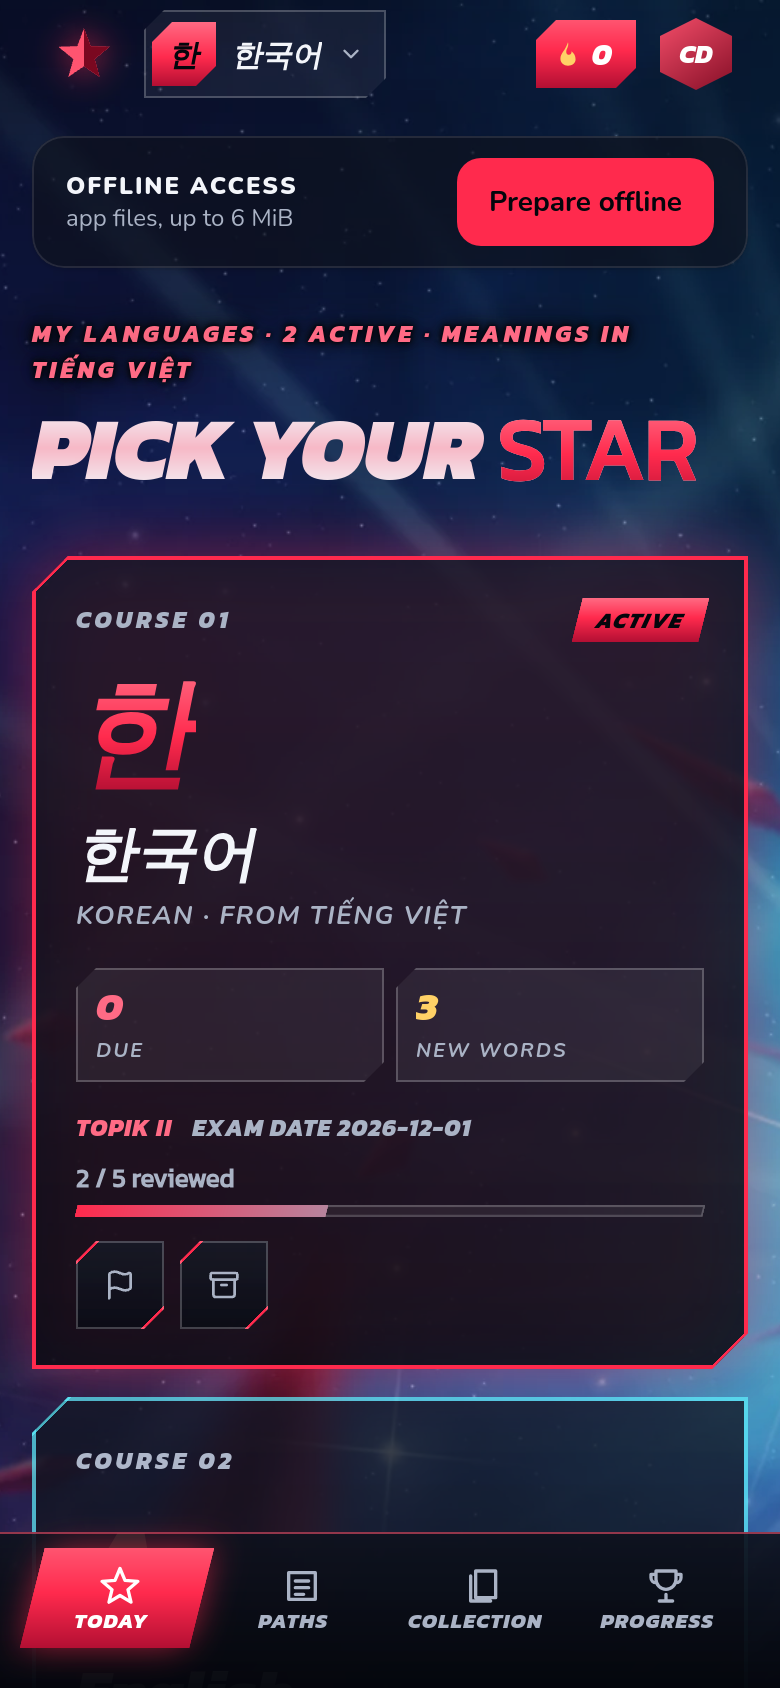 한 한국어
0
CD
OFFLINE ACCESS
app files, up to 6 MiB
Prepare offline
MY LANGUAGES · 2 ACTIVE · MEANINGS IN
TIẾNG VIỆT
PICK YOUR STAR
COURSE 01
ACTIVE
한
한국어
KOREAN · FROM TIẾNG VIỆT
0
DUE
3
NEW WORDS
TOPIK II EXAM DATE 2026-12-01
2 / 5 reviewed
COURSE 02
TODAY
PATHS
COLLECTION
PROGRESS